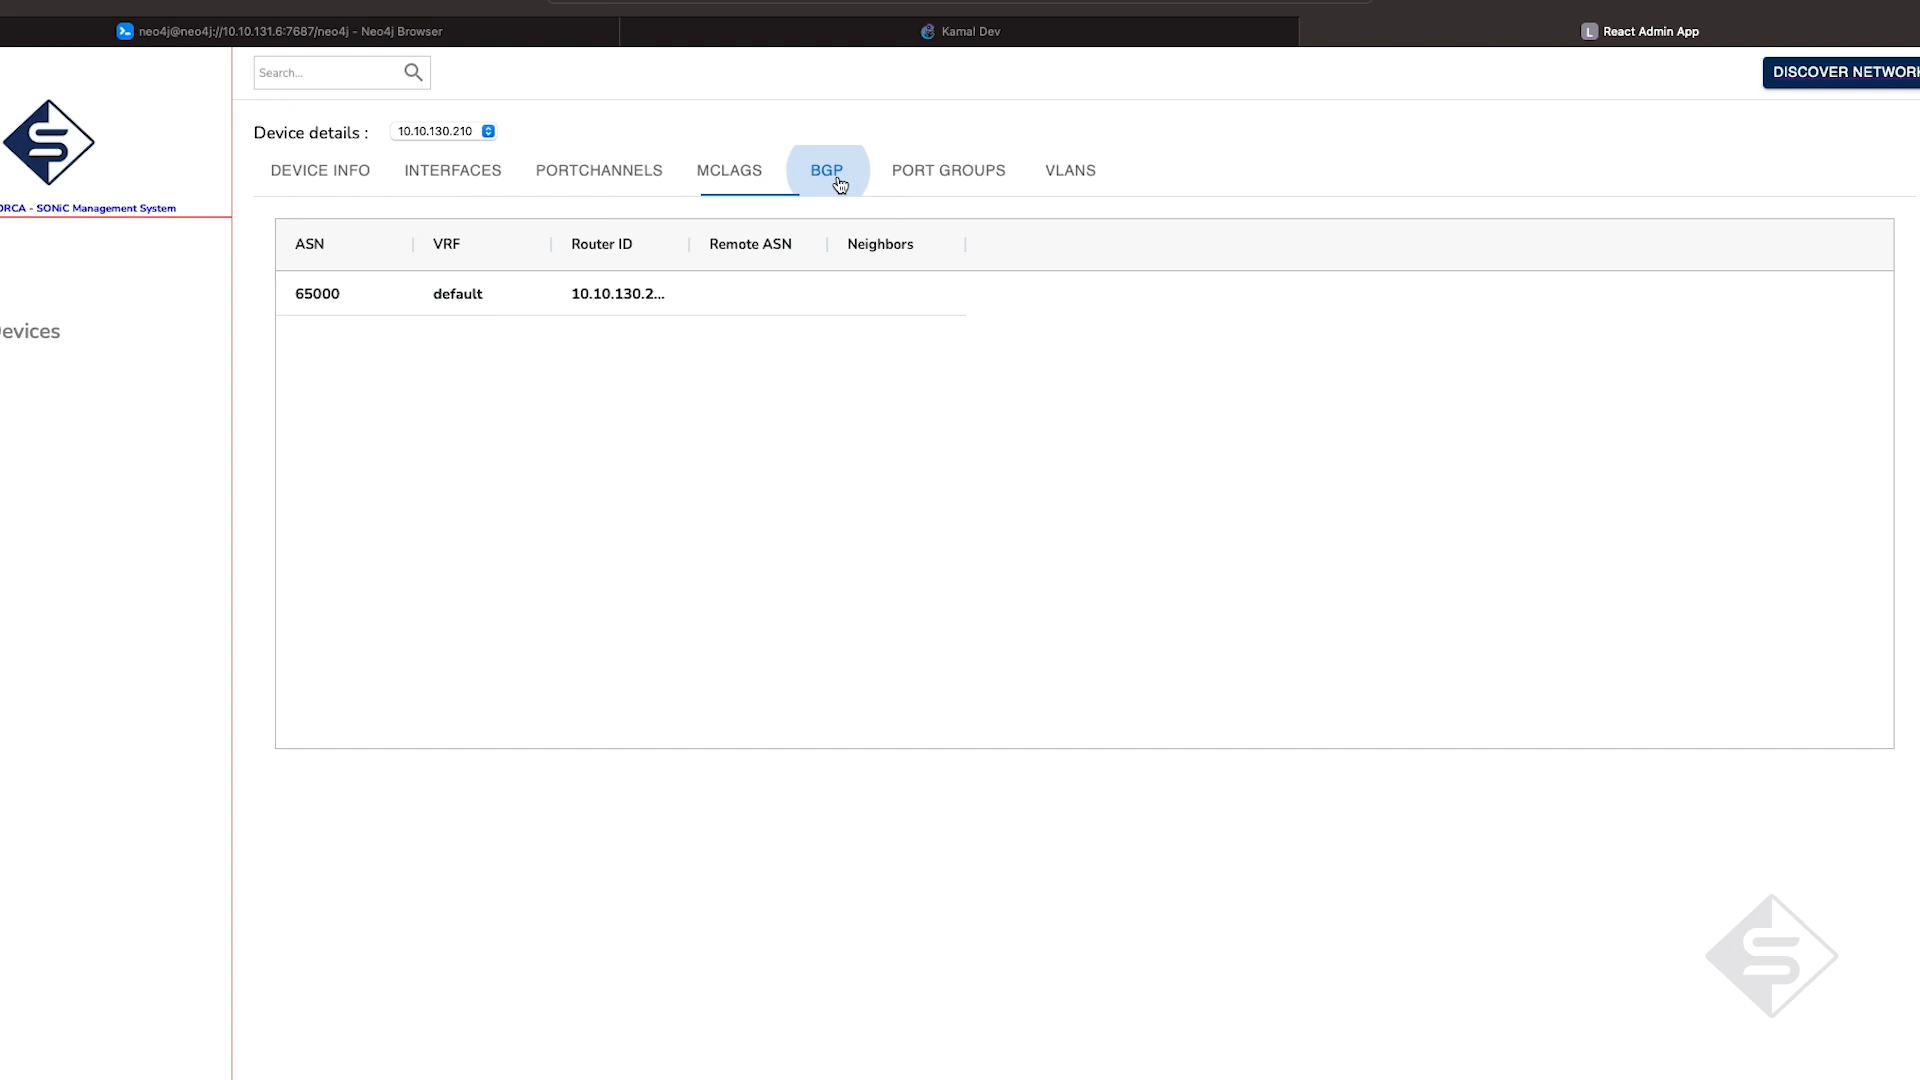 neo4j@neo4j://10.10.131.6:7687/neo4j - Neo4j Browser
Kamal Dev
L React Admin App
Search...
DISCOVER NETWORK
ORCA - SONiC Management System
Device details : 10.10.130.210
DEVICE INFO INTERFACES PORTCHANNELS MCLAGS BGP PORT GROUPS VLANS
ASN VRF Router ID Remote ASN Neighbors
65000 default 10.10.130.2...
evices